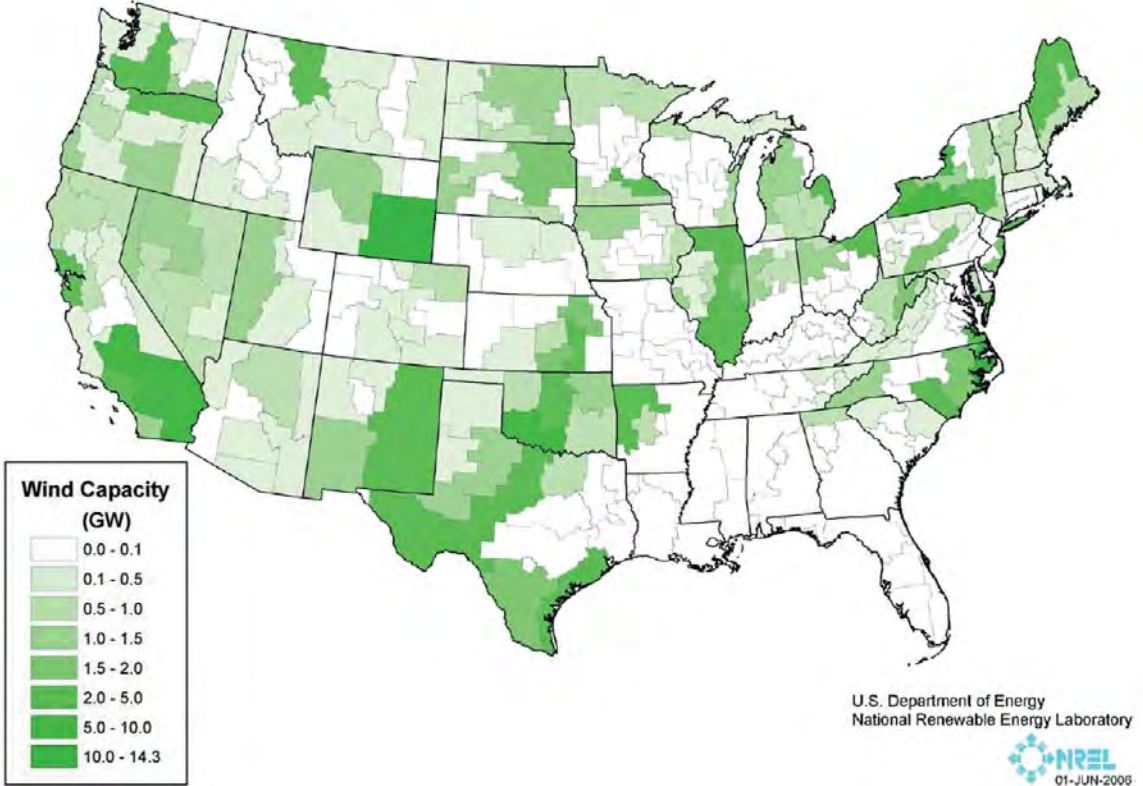 Wind Capacity
(GW)
0.0 - 0.1
0.1 - 0.5
0.5 - 1.0
1.0 - 1.5
1.5 - 2.0
2.0 - 5.0
5.0 - 10.0
10.0 - 14.3
U.S. Department of Energy
National Renewable Energy Laboratory
NREL
01-JUN-2006